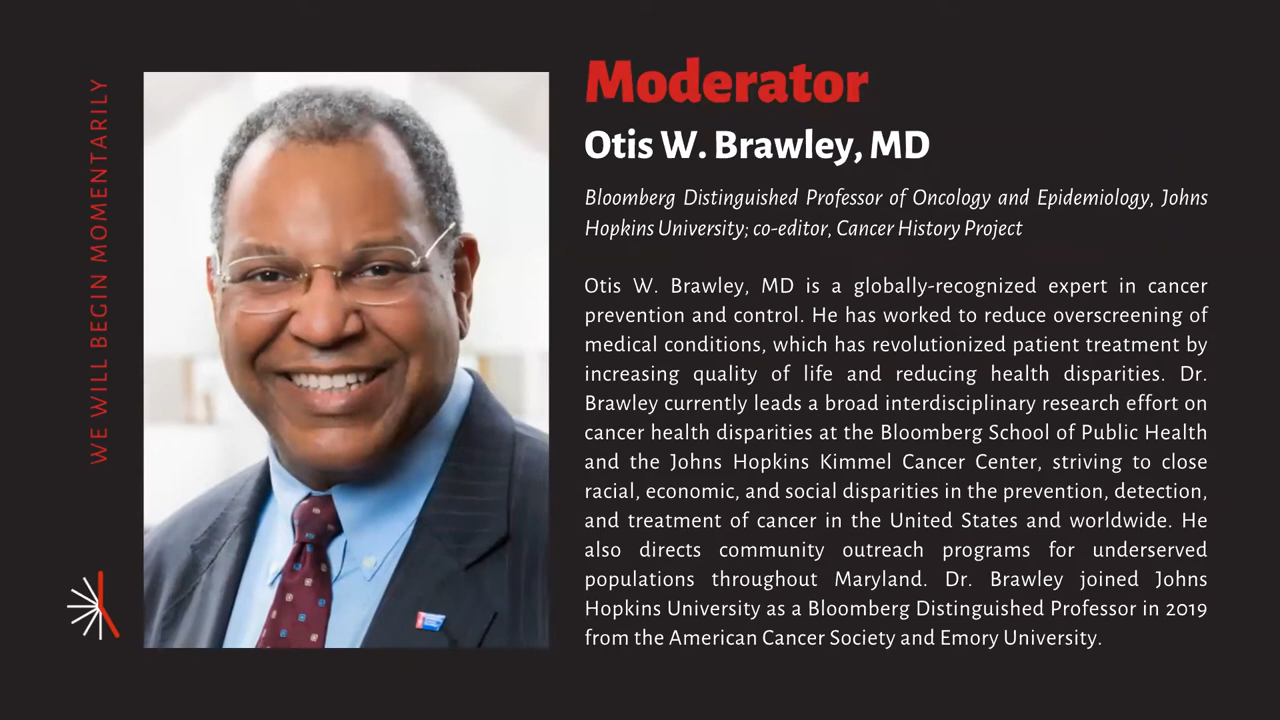 WE WILL BEGIN MOMENTARILY
Moderator
Otis W. Brawley, MD
Bloomberg Distinguished Professor of Oncology and Epidemiology, Johns
Hopkins University; co-editor, Cancer History Project
Otis W. Brawley, MD is a globally-recognized expert in cancer
prevention and control. He has worked to reduce overscreening of
medical conditions, which has revolutionized patient treatment by
increasing quality of life and reducing health disparities. Dr.
Brawley currently leads a broad interdisciplinary research effort on
cancer health disparities at the Bloomberg School of Public Health
and the Johns Hopkins Kimmel Cancer Center, striving to close
racial, economic, and social disparities in the prevention, detection,
and treatment of cancer in the United States and worldwide. He
also directs community outreach programs for underserved
populations throughout Maryland. Dr. Brawley joined Johns
Hopkins University as a Bloomberg Distinguished Professor in 2019
from the American Cancer Society and Emory University.